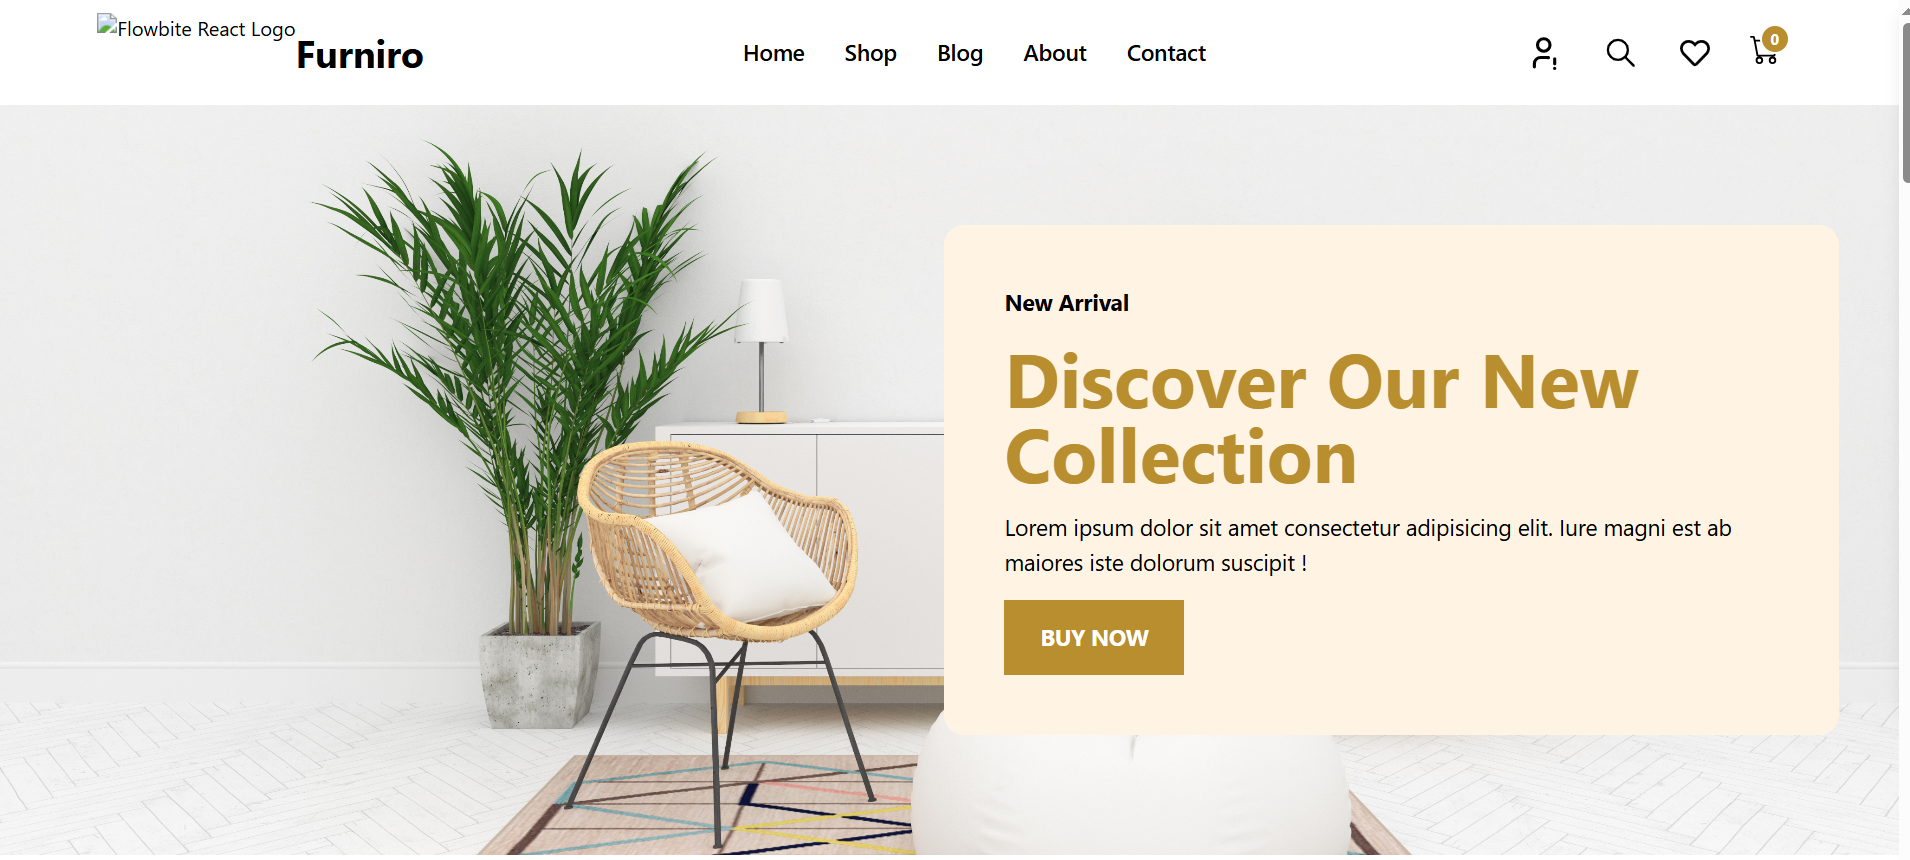 Flowbite React Logo
Furniro
Home Shop Blog About Contact
0
New Arrival
Discover Our New
Collection
Lorem ipsum dolor sit amet consectetur adipisicing elit. Iure magni est ab
maiores iste dolorum suscipit !
BUY NOW